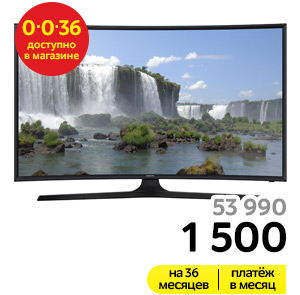 0·0·36
доступно
в магазине
53 990
1 500
на 36
месяцев
платёж
в месяц